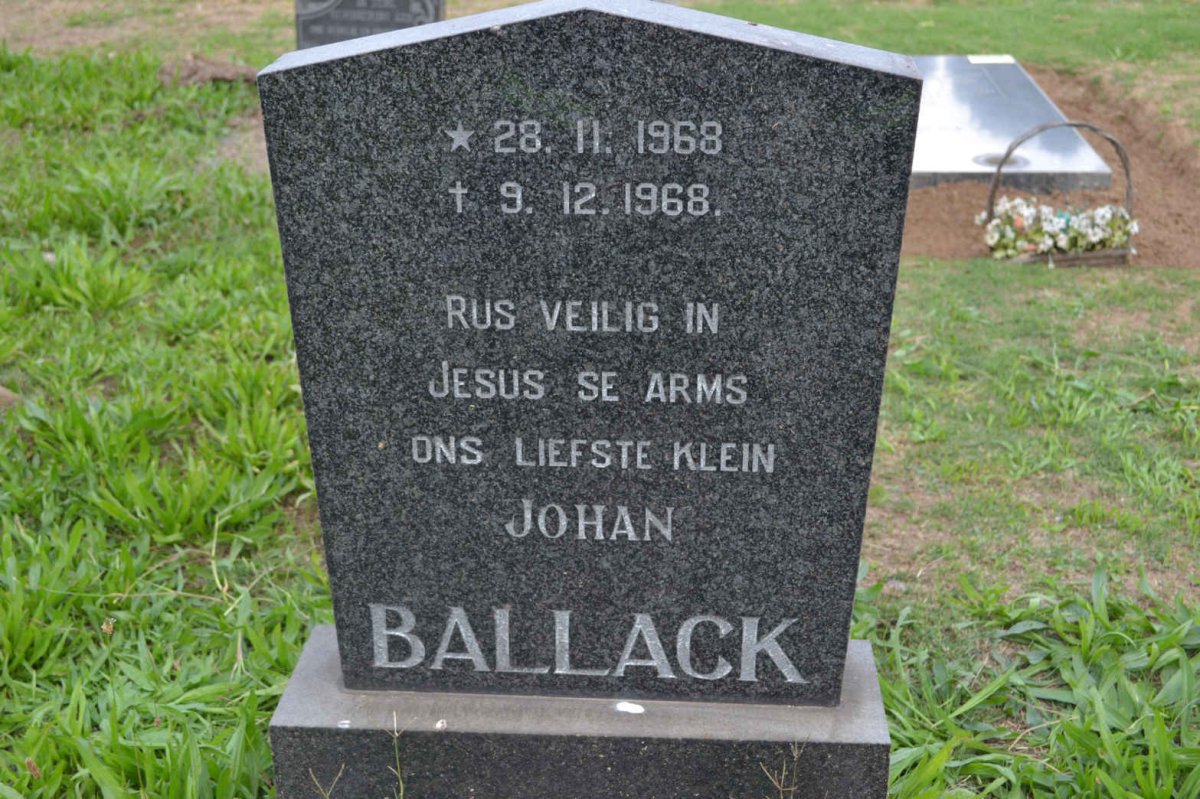 ★ 28. 11. 1968
✝ 9. 12. 1968.
RUS VEILIG IN
JESUS SE ARMS
ONS LIEFSTE KLEIN
JOHAN
BALLACK